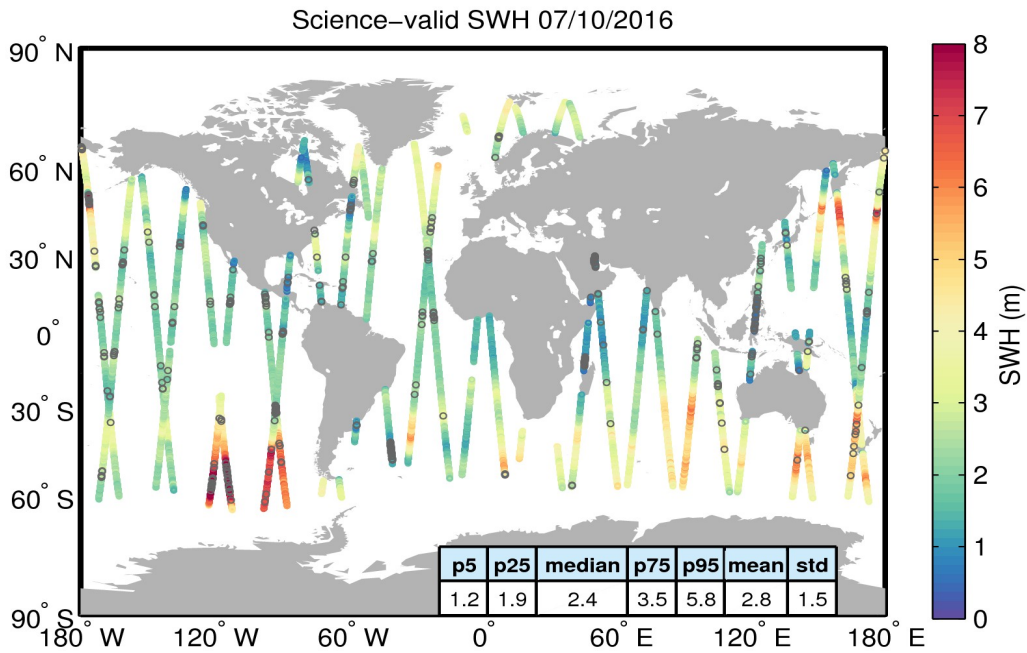 Science−valid SWH 07/10/2016
90° N
60° N
30° N
0°
30° S
60° S
90° S
180° W
120° W
60° W
0°
60° E
120° E
180° E
p5 p25 median p75 p95 mean std
1.2 1.9 2.4 3.5 5.8 2.8 1.5
8
7
6
5
4
3
2
1
0
SWH (m)